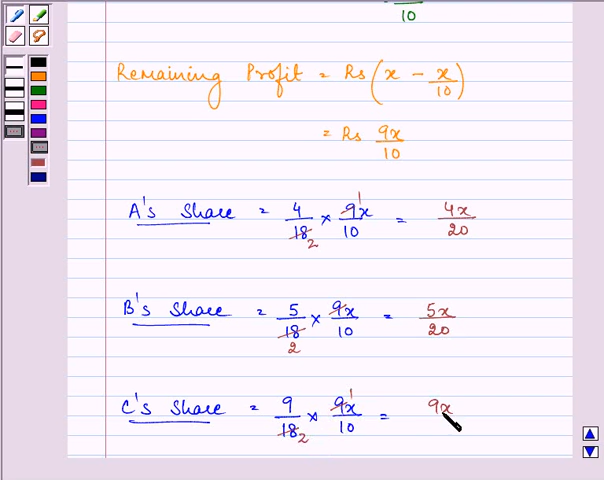 10
Remaining Profit = Rs (x - x/10)
= Rs 9x/10
A's Share = 4/18 2 × 9x 1/10 = 4x/20
B's Share = 5/18 2 × 9x/10 = 5x/20
C's Share = 9/18 2 × 9x 1/10 = 9x